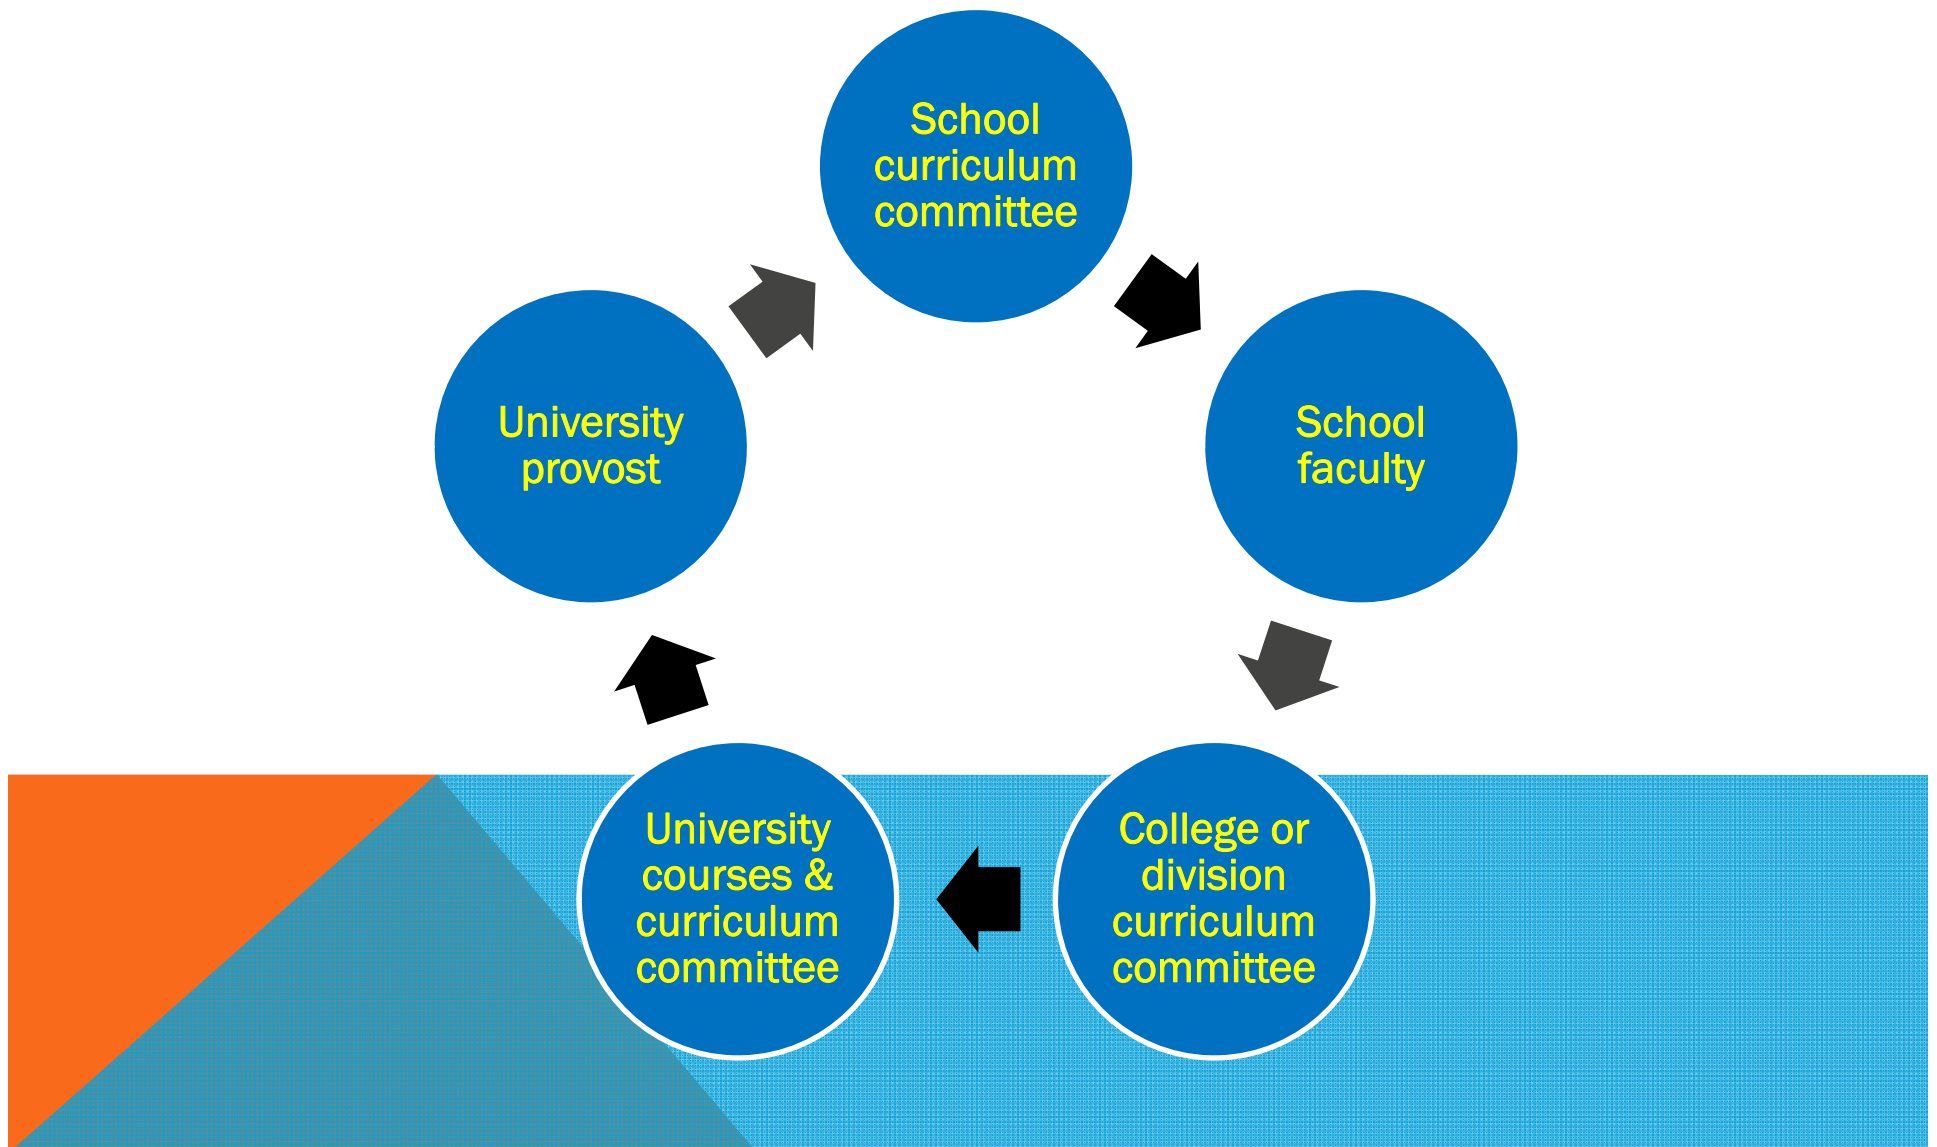 School
curriculum
committee
School
faculty
College or
division
curriculum
committee
University
courses &
curriculum
committee
University
provost